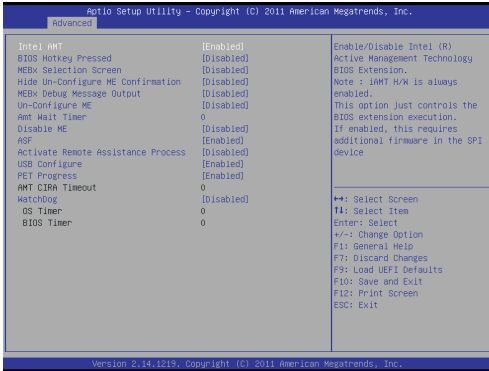 Aptio Setup Utility – Copyright (C) 2011 American Megatrends, Inc.
Advanced
Intel AMT [Enabled]
BIOS Hotkey Pressed [Disabled]
MEBx Selection Screen [Disabled]
Hide Un-Configure ME Confirmation [Disabled]
MEBx Debug Message Output [Disabled]
Un-Configure ME [Disabled]
Amt Wait Timer 0
Disable ME [Disabled]
ASF [Enabled]
Activate Remote Assistance Process [Disabled]
USB Configure [Enabled]
PET Progress [Enabled]
AMT CIRA Timeout 0
WatchDog [Disabled]
OS Timer 0
BIOS Timer 0
Enable/Disable Intel (R)
Active Management Technology
BIOS Extension.
Note : iAMT H/W is always
enabled.
This option just controls the
BIOS extension execution.
If enabled, this requires
additional firmware in the SPI
device
↔: Select Screen
↑↓: Select Item
Enter: Select
+/-: Change Option
F1: General Help
F7: Discard Changes
F9: Load UEFI Defaults
F10: Save and Exit
F12: Print Screen
ESC: Exit
Version 2.14.1219. Copyright (C) 2011 American Megatrends, Inc.